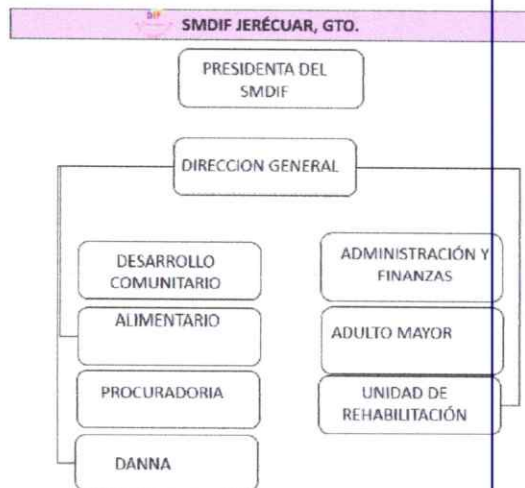 DIF
SMDIF JERÉCUAR, GTO.
PRESIDENTA DEL
SMDIF
DIRECCION GENERAL
DESARROLLO
COMUNITARIO
ADMINISTRACIÓN Y
FINANZAS
ALIMENTARIO
ADULTO MAYOR
PROCURADORIA
UNIDAD DE
REHABILITACIÓN
DANNA